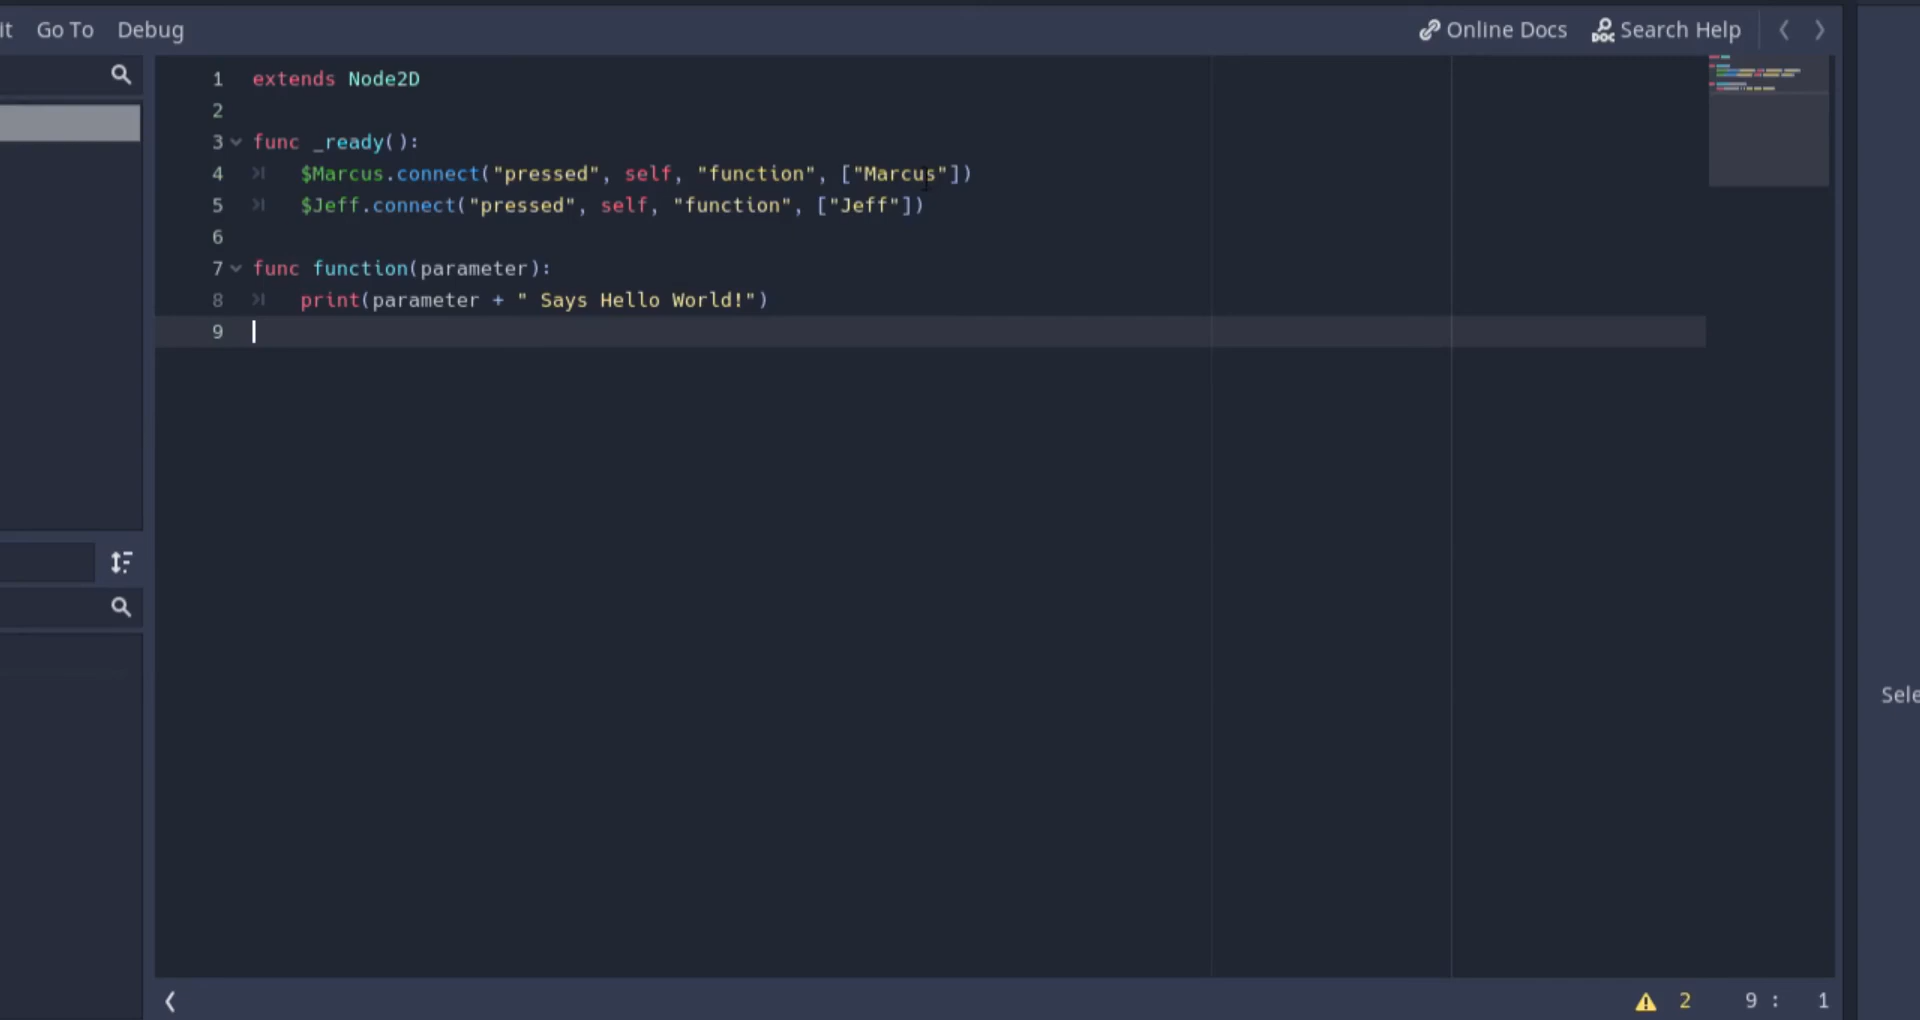 it Go To Debug Online Docs Search Help
1 extends Node2D
2
3 func _ready():
4 $Marcus.connect("pressed", self, "function", ["Marcus"])
5 $Jeff.connect("pressed", self, "function", ["Jeff"])
6
7 func function(parameter):
8 print(parameter + " Says Hello World!")
9
Sele
2 9 : 1